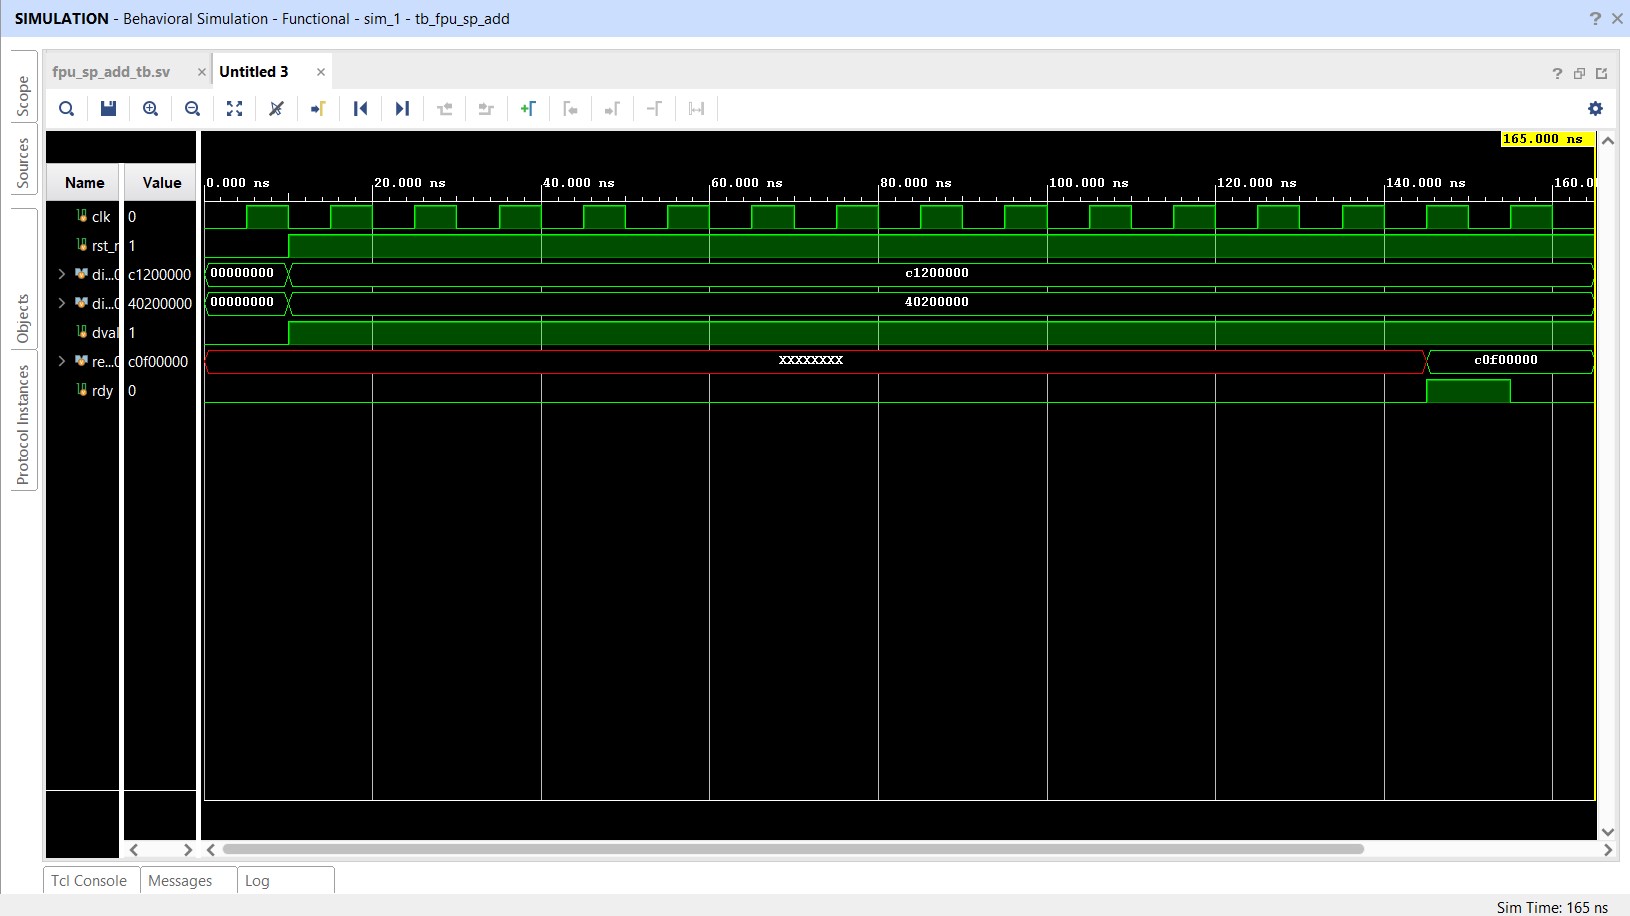 SIMULATION - Behavioral Simulation - Functional - sim_1 - tb_fpu_sp_add
fpu_sp_add_tb.sv
Untitled 3
Scope
Sources
Objects
Protocol Instances
165.000 ns
Name Value 0.000 ns 20.000 ns 40.000 ns 60.000 ns 80.000 ns 100.000 ns 120.000 ns 140.000 ns 160.0
clk 0
rst_r 1
di...0 c1200000 00000000 c1200000
di...0 40200000 00000000 40200000
dval 1
re...0 c0f00000 XXXXXXXX c0f00000
rdy 0
Tcl Console Messages Log
Sim Time: 165 ns